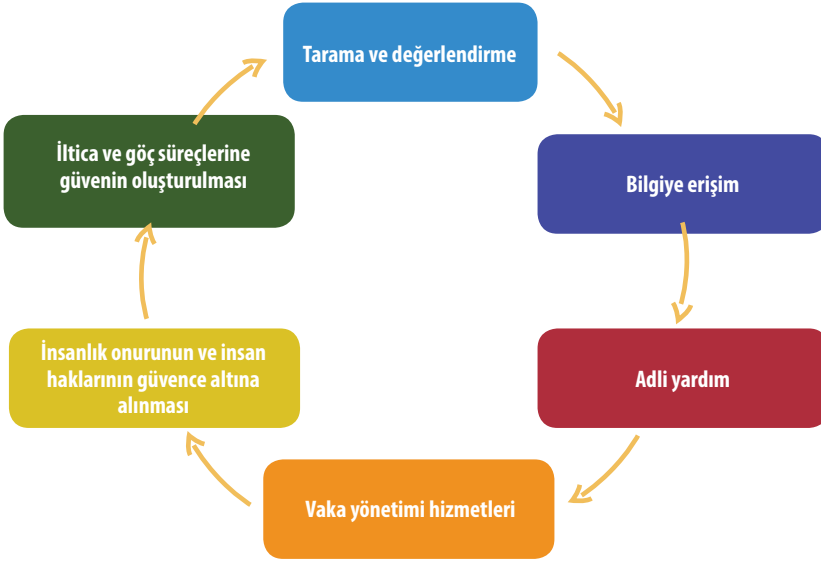 Tarama ve değerlendirme
Bilgiye erişim
Adli yardım
Vaka yönetimi hizmetleri
İnsanlık onurunun ve insan
haklarının güvence altına
alınması
İltica ve göç süreçlerine
güvenin oluşturulması